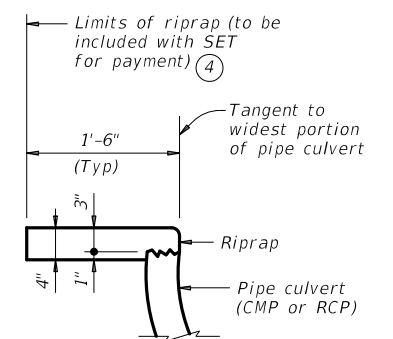 Limits of riprap (to be
included with SET
for payment) 4
Tangent to
widest portion
of pipe culvert
1'-6"
(Typ)
3"
Riprap
4"
1"
Pipe culvert
(CMP or RCP)